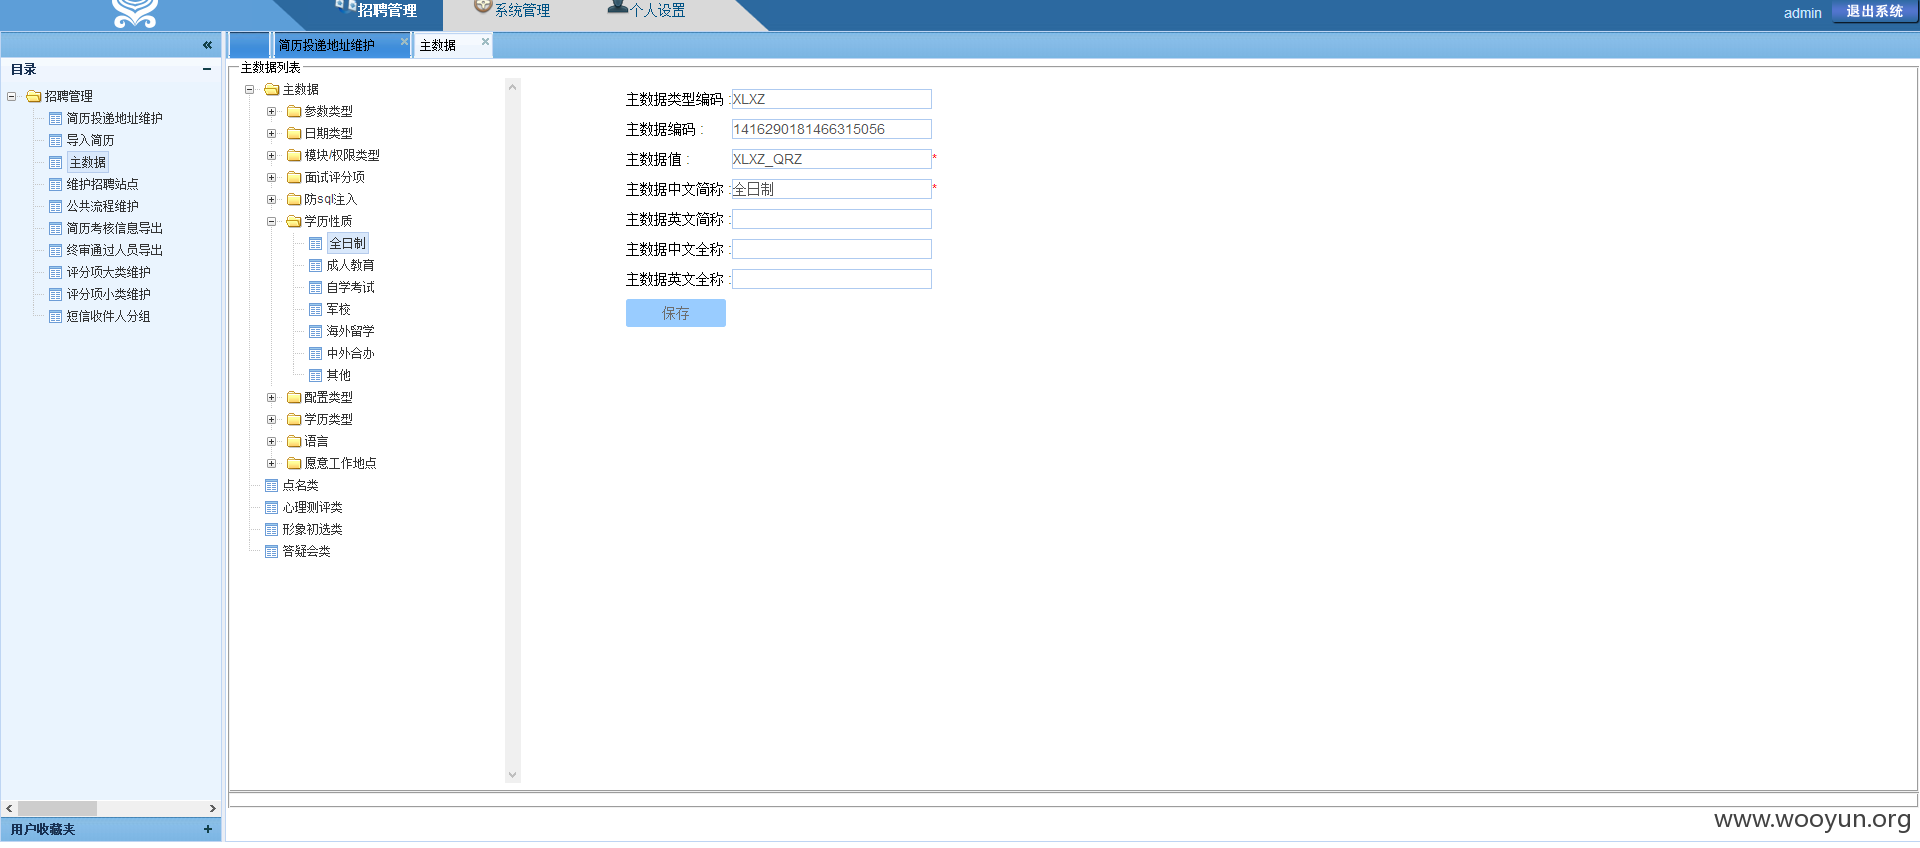 招聘管理
系统管理
个人设置
admin
退出系统
简历投递地址维护
主数据
目录
招聘管理
简历投递地址维护
导入简历
主数据
维护招聘站点
公共流程维护
简历考核信息导出
终审通过人员导出
评分项大类维护
评分项小类维护
短信收件人分组
用户收藏夹
主数据列表
主数据
参数类型
日期类型
模块/权限类型
面试评分项
防sql注入
学历性质
全日制
成人教育
自学考试
军校
海外留学
中外合办
其他
配置类型
学历类型
语言
愿意工作地点
点名类
心理测评类
形象初选类
答疑会类
主数据类型编码 : XLXZ
主数据编码 : 1416290181466315056
主数据值 : XLXZ_QRZ *
主数据中文简称 : 全日制 *
主数据英文简称 :
主数据中文全称 :
主数据英文全称 :
保存
www.wooyun.org